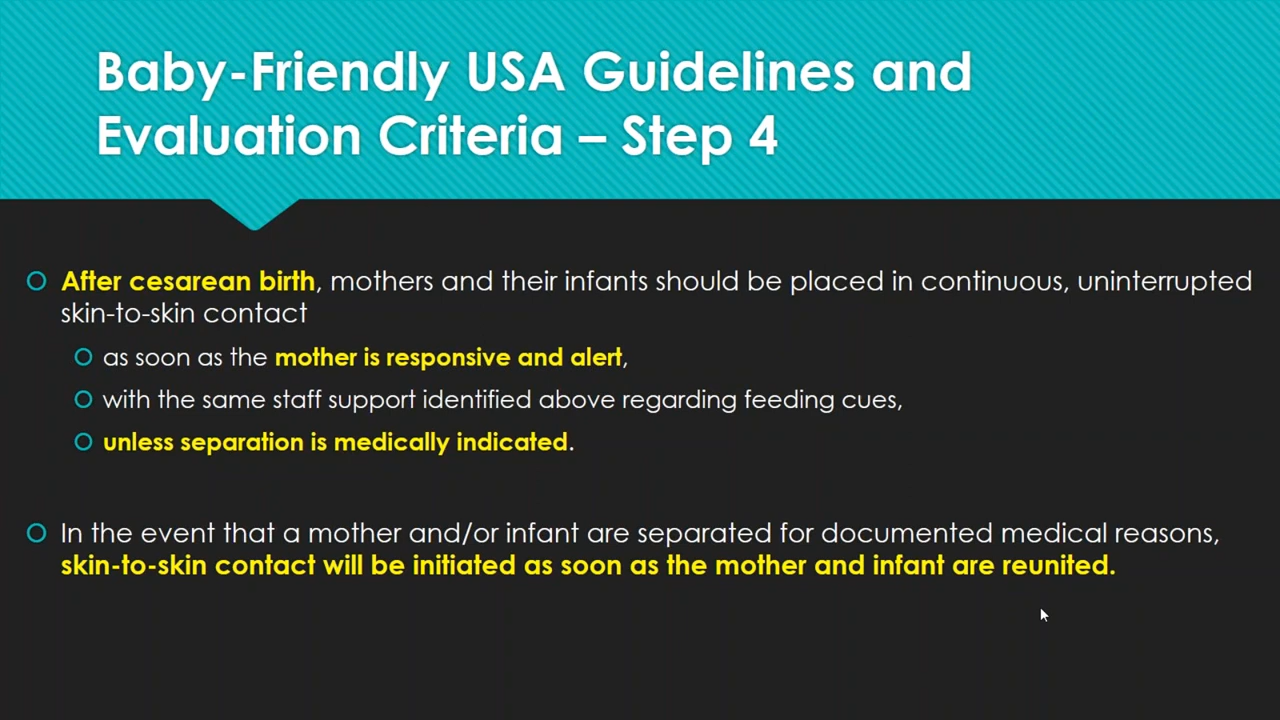 Baby-Friendly USA Guidelines and
Evaluation Criteria – Step 4
After cesarean birth, mothers and their infants should be placed in continuous, uninterrupted
skin-to-skin contact
as soon as the mother is responsive and alert,
with the same staff support identified above regarding feeding cues,
unless separation is medically indicated.
In the event that a mother and/or infant are separated for documented medical reasons,
skin-to-skin contact will be initiated as soon as the mother and infant are reunited.